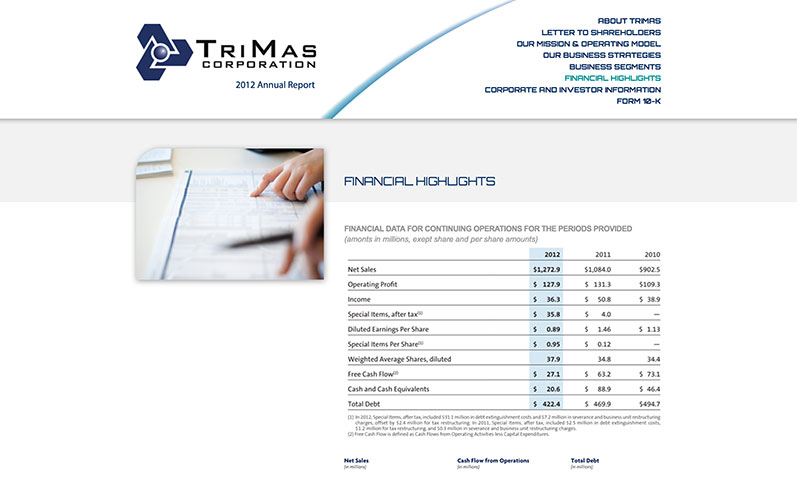 TRIMAS
CORPORATION
2012 Annual Report
ABOUT TRIMAS
LETTER TO SHAREHOLDERS
OUR MISSION & OPERATING MODEL
OUR BUSINESS STRATEGIES
BUSINESS SEGMENTS
FINANCIAL HIGHLIGHTS
CORPORATE AND INVESTOR INFORMATION
FORM 10-K
FINANCIAL HIGHLIGHTS
FINANCIAL DATA FOR CONTINUING OPERATIONS FOR THE PERIODS PROVIDED
(amonts in millions, exept share and per share amounts)
2012 2011 2010
Net Sales $1,272.9 $1,084.0 $902.5
Operating Profit $ 127.9 $ 131.3 $109.3
Income $ 36.3 $ 50.8 $ 38.9
Special Items, after tax(1) $ 35.8 $ 4.0 —
Diluted Earnings Per Share $ 0.89 $ 1.46 $ 1.13
Special Items Per Share(1) $ 0.95 $ 0.12 —
Weighted Average Shares, diluted 37.9 34.8 34.4
Free Cash Flow(2) $ 27.1 $ 63.2 $ 73.1
Cash and Cash Equivalents $ 20.6 $ 88.9 $ 46.4
Total Debt $ 422.4 $ 469.9 $494.7
(1) In 2012, Special Items, after tax, included $31.1 million in debt extinguishment costs and $7.2 million in severance and business unit restructuring
charges, offset by $2.4 million for tax restructuring. In 2011, Special Items, after tax, included $2.5 million in debt extinguishment costs,
$1.2 million for tax restructuring, and $0.3 million in severance and business unit restructuring charges.
(2) Free Cash Flow is defined as Cash Flows from Operating Activities less Capital Expenditures.
Net Sales Cash Flow from Operations Total Debt
(in millions) (in millions) (in millions)